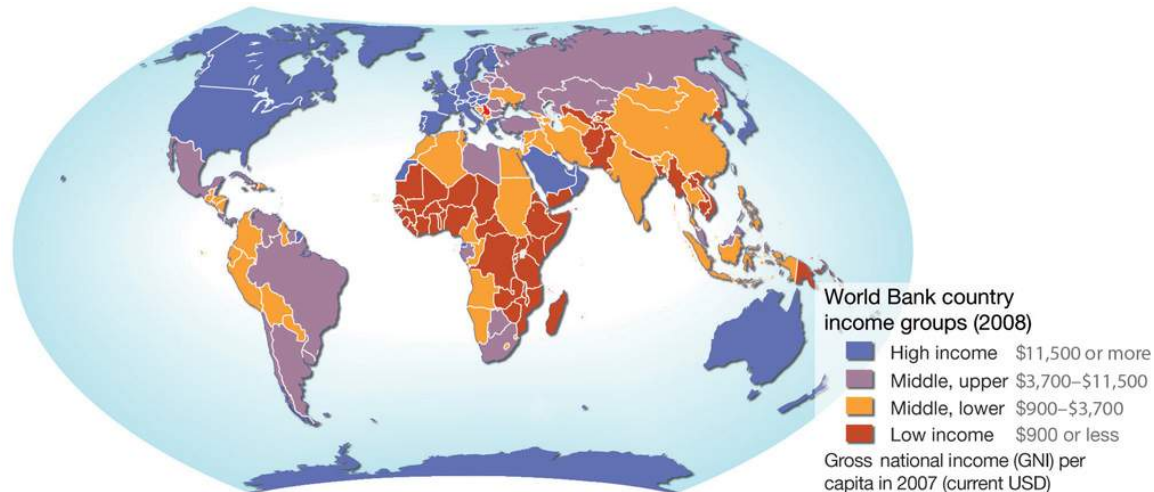 World Bank country
income groups (2008)
High income $11,500 or more
Middle, upper $3,700–$11,500
Middle, lower $900–$3,700
Low income $900 or less
Gross national income (GNI) per
capita in 2007 (current USD)